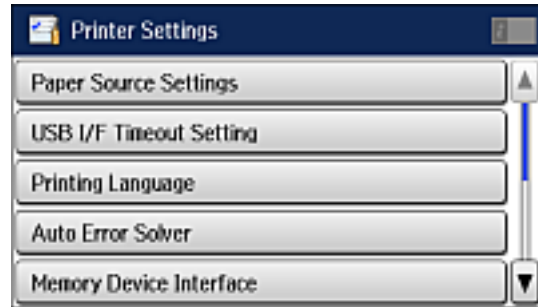 Printer Settings
Paper Source Settings
USB I/F Timeout Setting
Printing Language
Auto Error Solver
Memory Device Interface